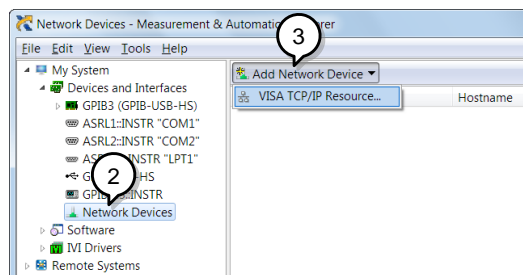 Network Devices - Measurement & Automation Explorer
File Edit View Tools Help
3
My System
Add Network Device
Devices and Interfaces
VISA TCP/IP Resource...
Hostname
GPIB3 (GPIB-USB-HS)
ASRL1::INSTR "COM1"
ASRL2::INSTR "COM2"
INSTR "LPT1"
2
-HS
INSTR
Network Devices
Software
IVI Drivers
Remote Systems